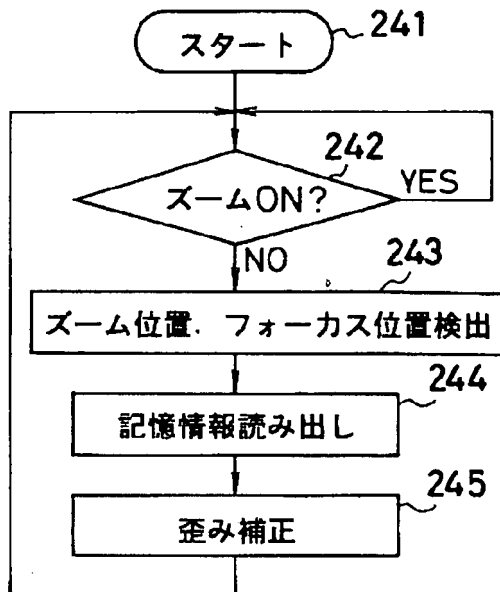 スタート
241
ズームON?
242
YES
NO
243
ズーム位置、フォーカス位置検出
244
記憶情報読み出し
245
歪み補正